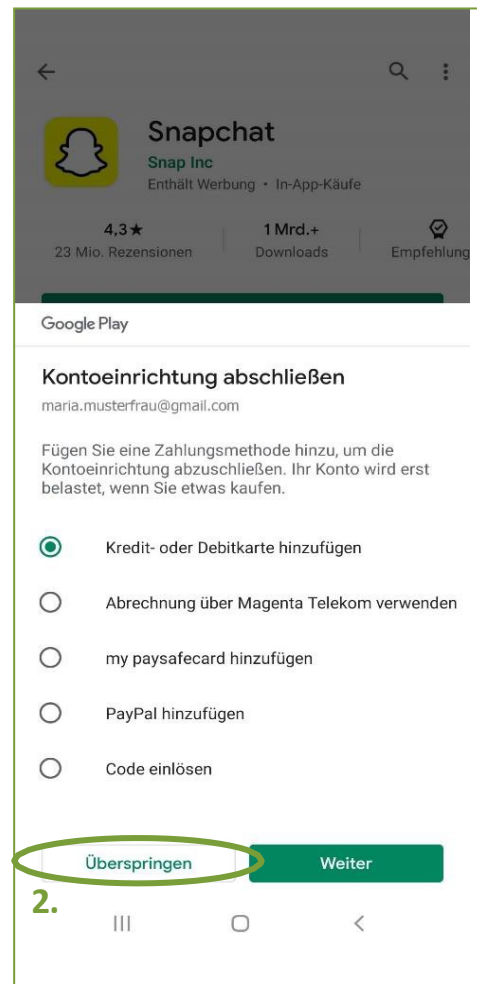 Snapchat
Snap Inc
Enthält Werbung • In-App-Käufe
4,3★ 1 Mrd.+
23 Mio. Rezensionen Downloads Empfehlung
Google Play
Kontoeinrichtung abschließen
maria.musterfrau@gmail.com
Fügen Sie eine Zahlungsmethode hinzu, um die
Kontoeinrichtung abzuschließen. Ihr Konto wird erst
belastet, wenn Sie etwas kaufen.
Kredit- oder Debitkarte hinzufügen
Abrechnung über Magenta Telekom verwenden
my paysafecard hinzufügen
PayPal hinzufügen
Code einlösen
Überspringen Weiter
2.